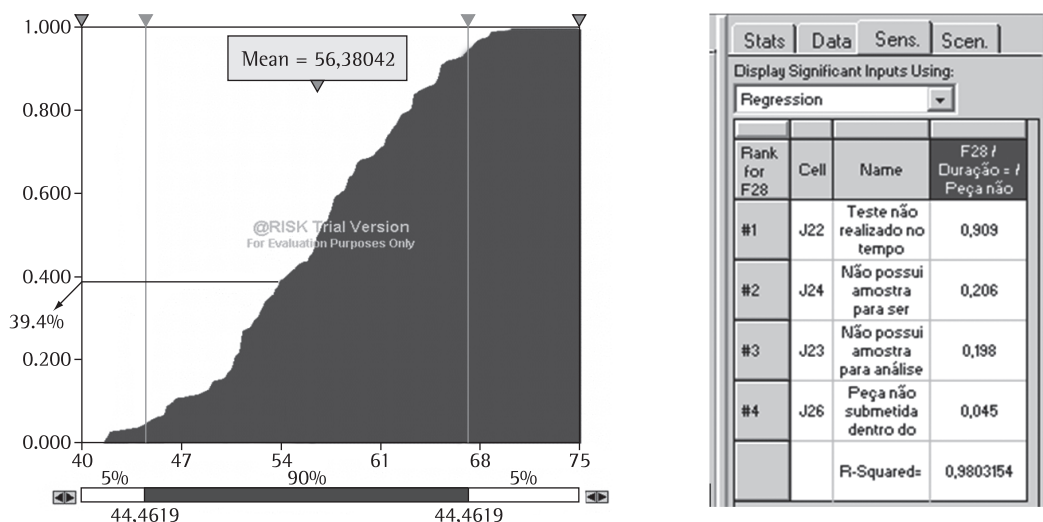 1.000
Mean = 56,38042
0.800
0.600
@RISK Trial Version
For Evaluation Purposes Only
0.400
39.4%
0.200
0.000
40 47 54 61 68 75
5% 90% 5%
44.4619 44.4619
Stats Data Sens. Scen.
Display Significant Inputs Using:
Regression
Rank for F28
Cell
Name
F28 /
Duração = /
Peça não
#1 J22 Teste não realizado no tempo 0,909
#2 J24 Não possui amostra para ser 0,206
#3 J23 Não possui amostra para análise 0,198
#4 J26 Peça não submetida dentro do 0,045
R-Squared= 0,9803154